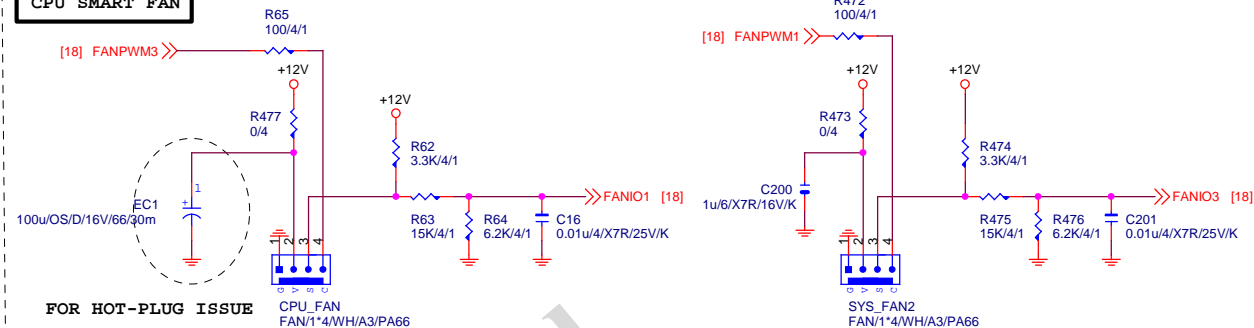 CPU SMART FAN
R65
100/4/1
[18] FANPWM3
+12V
R477
0/4
+12V
R62
3.3K/4/1
1
+
EC1
100u/OS/D/16V/66/30m
R63
15K/4/1
R64
6.2K/4/1
C16
0.01u/4/X7R/25V/K
FANIO1 [18]
1 2 3 4
G V S C
FOR HOT-PLUG ISSUE
CPU_FAN
FAN/1*4/WH/A3/PA66
R472
100/4/1
[18] FANPWM1
+12V
R473
0/4
+12V
R474
3.3K/4/1
C200
1u/6/X7R/16V/K
R475
15K/4/1
R476
6.2K/4/1
C201
0.01u/4/X7R/25V/K
FANIO3 [18]
1 2 3 4
G V S C
SYS_FAN2
FAN/1*4/WH/A3/PA66